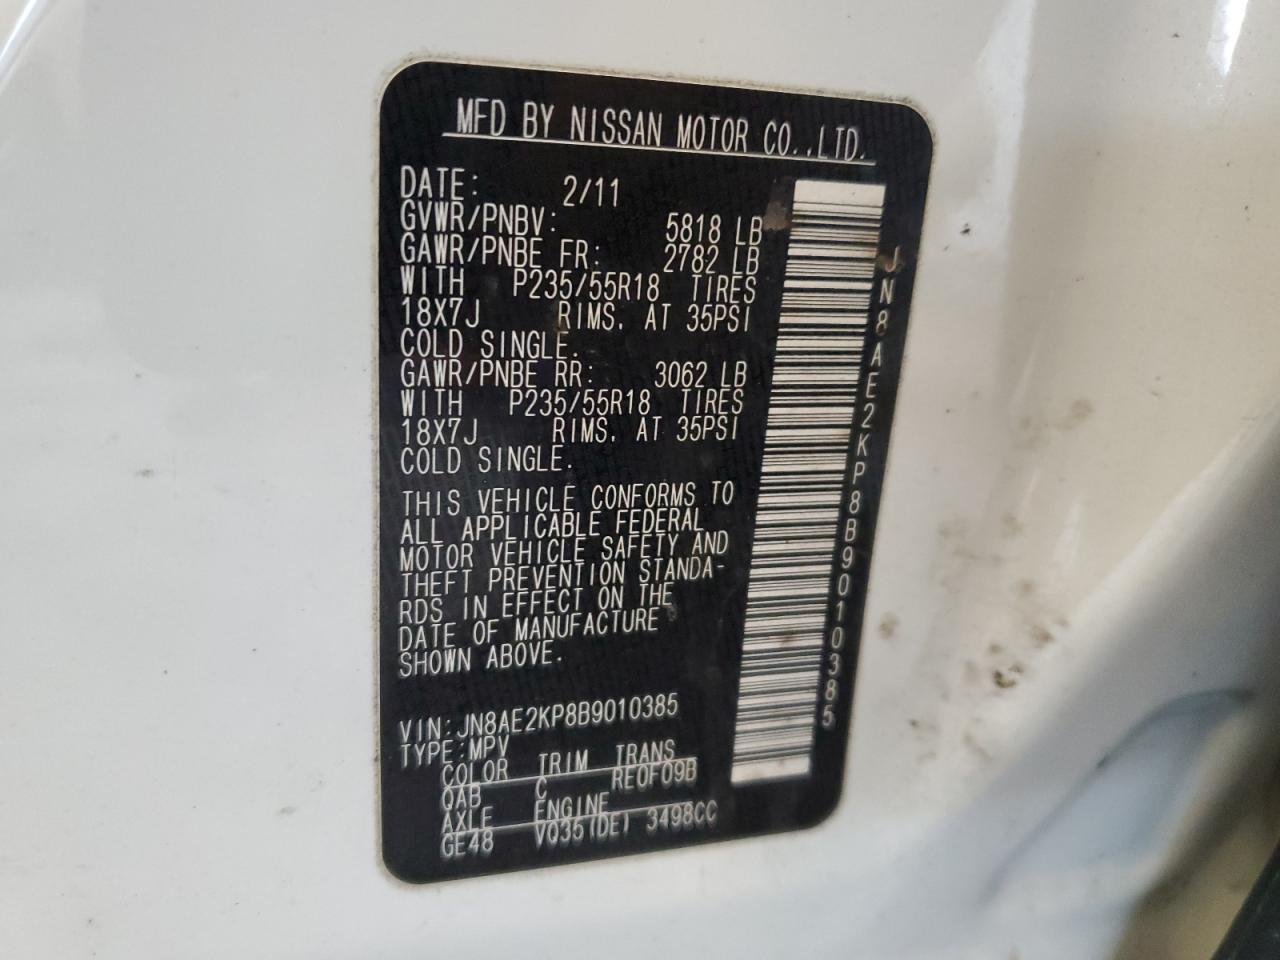 MFD BY NISSAN MOTOR CO.,LTD.
DATE: 2/11
GVWR/PNBV: 5818 LB
GAWR/PNBE FR: 2782 LB
WITH P235/55R18 TIRES
18X7J RIMS, AT 35PSI
COLD SINGLE.
GAWR/PNBE RR: 3062 LB
WITH P235/55R18 TIRES
18X7J RIMS, AT 35PSI
COLD SINGLE.
THIS VEHICLE CONFORMS TO
ALL APPLICABLE FEDERAL
MOTOR VEHICLE SAFETY AND
THEFT PREVENTION STANDA-
RDS IN EFFECT ON THE
DATE OF MANUFACTURE
SHOWN ABOVE.
VIN:JN8AE2KP8B9010385
TYPE:MPV
COLOR TRIM TRANS
QAB C RE0F09B
AXLE ENGINE
GE48 VQ35(DE) 3498CC
JN8AE2KP8B9010385